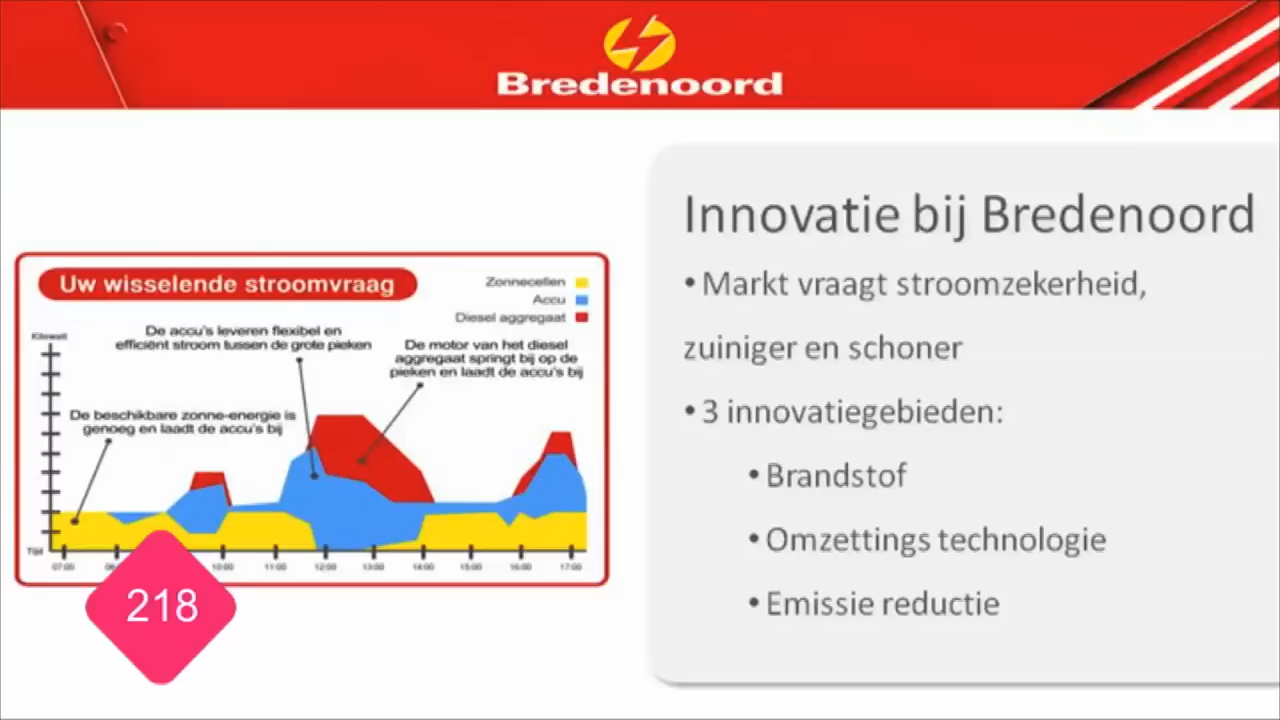 Bredenoord
Innovatie bij Bredenoord
• Markt vraagt stroomzekerheid,
zuiniger en schoner
• 3 innovatiegebieden:
• Brandstof
• Omzettings technologie
• Emissie reductie
Uw wisselende stroomvraag
Zonnecellen
Accu
Diesel aggregaat
Kilowatt
De accu's leveren flexibel en
efficiënt stroom tussen de grote pieken
De motor van het diesel
aggregaat springt bij op de
pieken en laadt de accu's bij
De beschikbare zonne-energie is
genoeg en laadt de accu's bij
Tijd
07:00 10:00 11:00 12:00 13:00 14:00 15:00 16:00 17:00
218